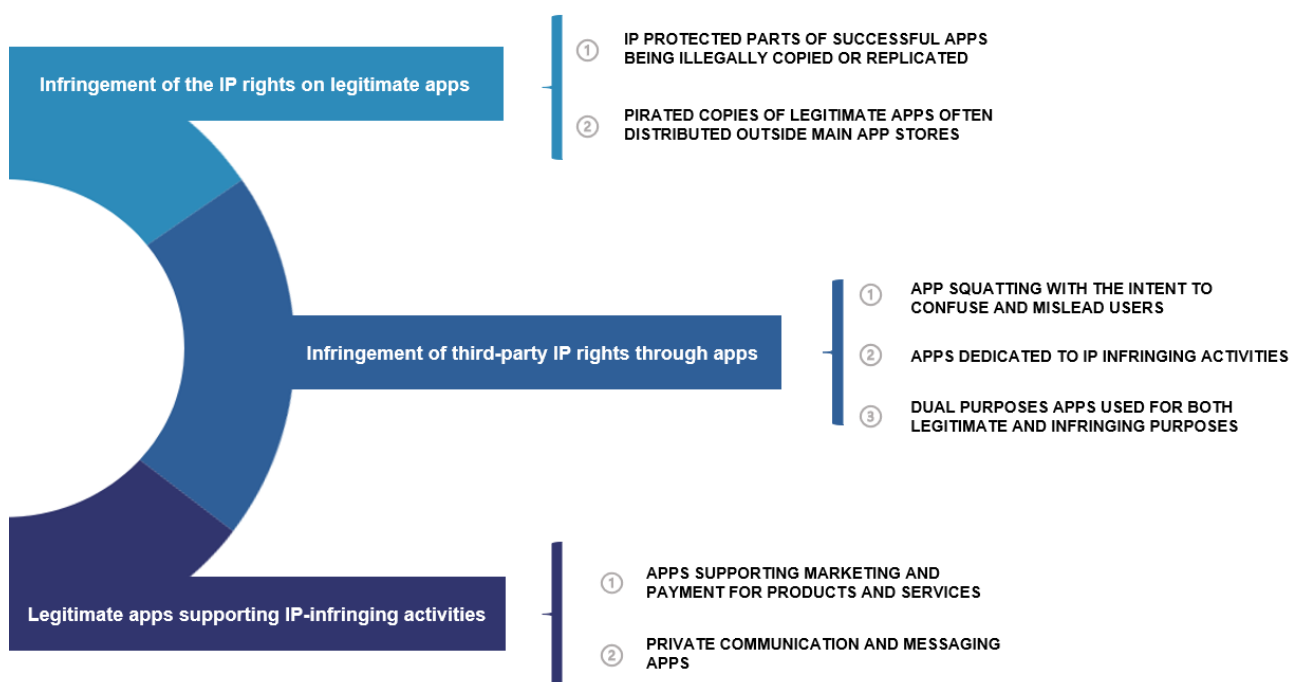 Infringement of the IP rights on legitimate apps
1
IP PROTECTED PARTS OF SUCCESSFUL APPS
BEING ILLEGALLY COPIED OR REPLICATED
2
PIRATED COPIES OF LEGITIMATE APPS OFTEN
DISTRIBUTED OUTSIDE MAIN APP STORES
Infringement of third-party IP rights through apps
1
APP SQUATTING WITH THE INTENT TO
CONFUSE AND MISLEAD USERS
2
APPS DEDICATED TO IP INFRINGING ACTIVITIES
3
DUAL PURPOSES APPS USED FOR BOTH
LEGITIMATE AND INFRINGING PURPOSES
Legitimate apps supporting IP-infringing activities
1
APPS SUPPORTING MARKETING AND
PAYMENT FOR PRODUCTS AND SERVICES
2
PRIVATE COMMUNICATION AND MESSAGING
APPS